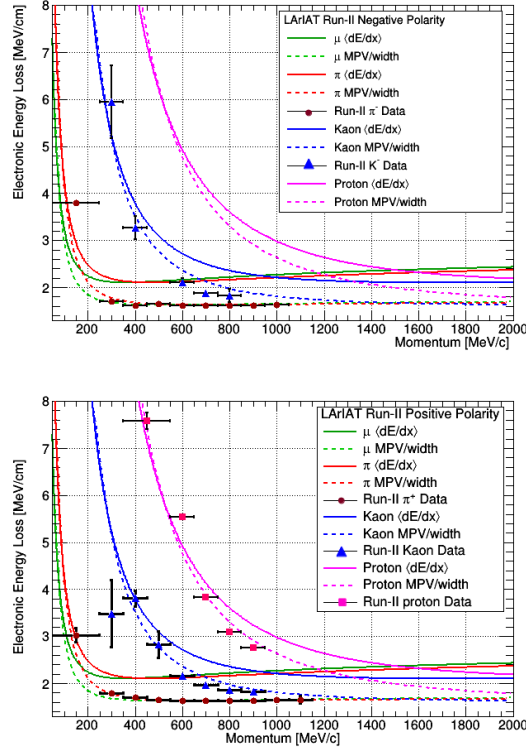 LArIAT Run-II Negative Polarity
μ ⟨dE/dx⟩
μ MPV/width
π ⟨dE/dx⟩
π MPV/width
Run-II π⁻ Data
Kaon ⟨dE/dx⟩
Kaon MPV/width
Run-II K⁻ Data
Proton ⟨dE/dx⟩
Proton MPV/width
Electronic Energy Loss [MeV/cm]
8
7
6
5
4
3
2
200 400 600 800 1000 1200 1400 1600 1800 2000
Momentum [MeV/c]
LArIAT Run-II Positive Polarity
μ ⟨dE/dx⟩
μ MPV/width
π ⟨dE/dx⟩
π MPV/width
Run-II π⁺ Data
Kaon ⟨dE/dx⟩
Kaon MPV/width
Run-II Kaon Data
Proton ⟨dE/dx⟩
Proton MPV/width
Run-II proton Data
Electronic Energy Loss [MeV/cm]
8
7
6
5
4
3
2
200 400 600 800 1000 1200 1400 1600 1800 2000
Momentum [MeV/c]